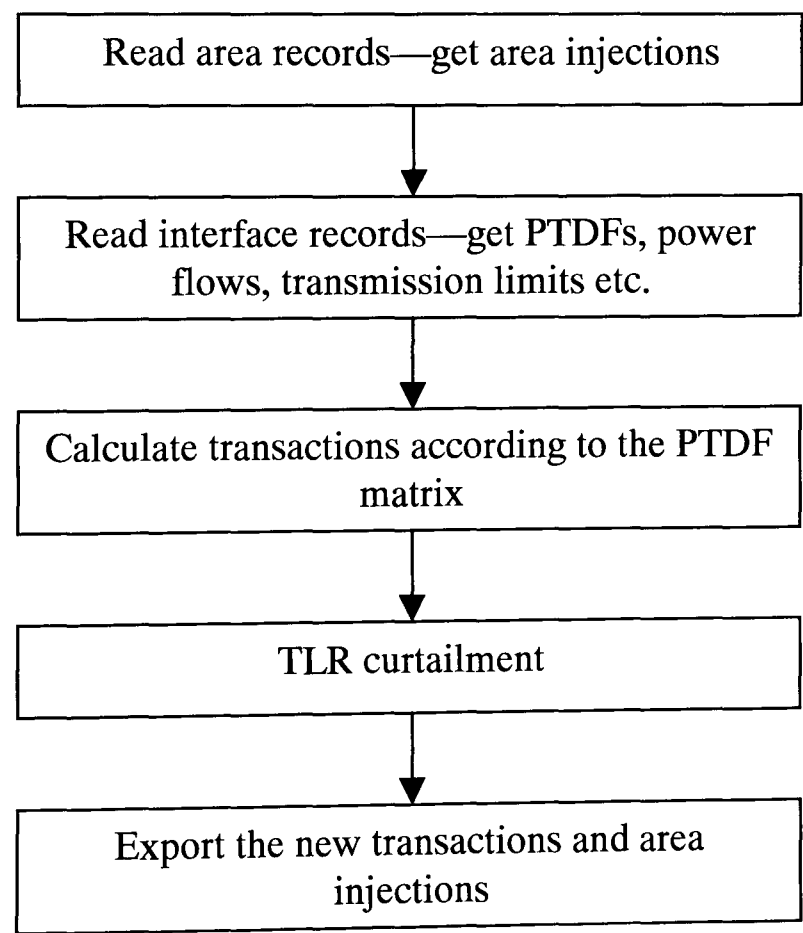 Read area records—get area injections
Read interface records—get PTDFs, power
flows, transmission limits etc.
Calculate transactions according to the PTDF
matrix
TLR curtailment
Export the new transactions and area
injections